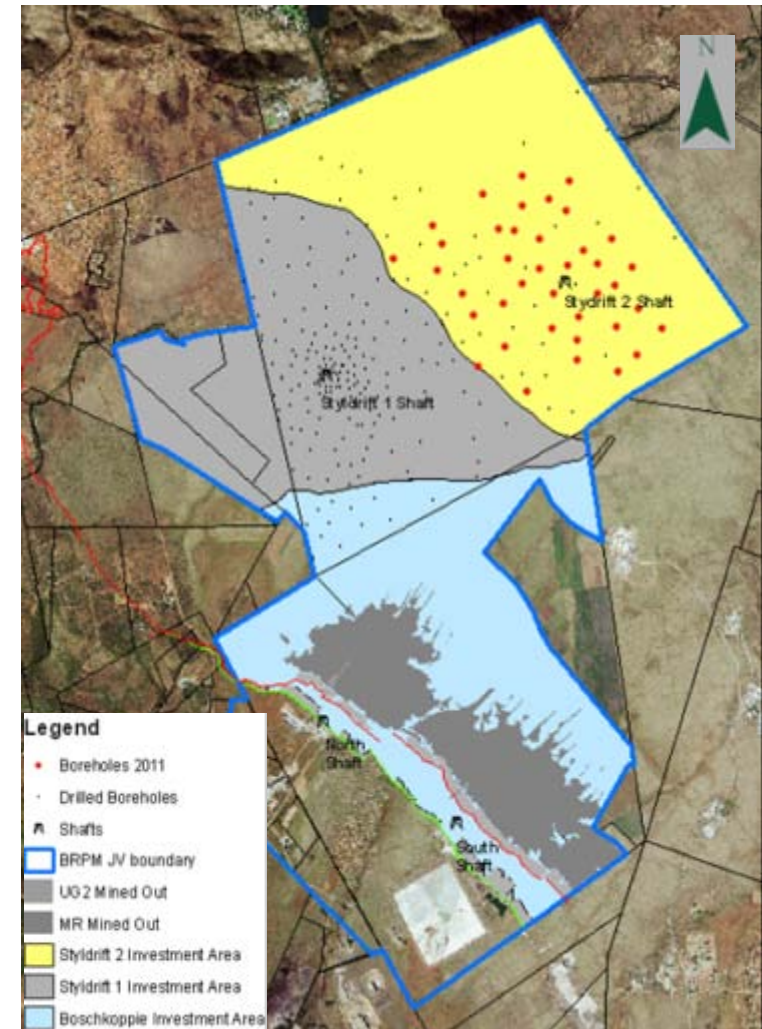 N
Stydrift 2 Shaft
Styldrift 1 Shaft
North
Shaft
South
Shaft
Legend
Boreholes 2011
Drilled Boreholes
Shafts
BRPM JV boundary
UG2 Mined Out
MR Mined Out
Styldrift 2 Investment Area
Styldrift 1 Investment Area
Boschkoppie Investment Area